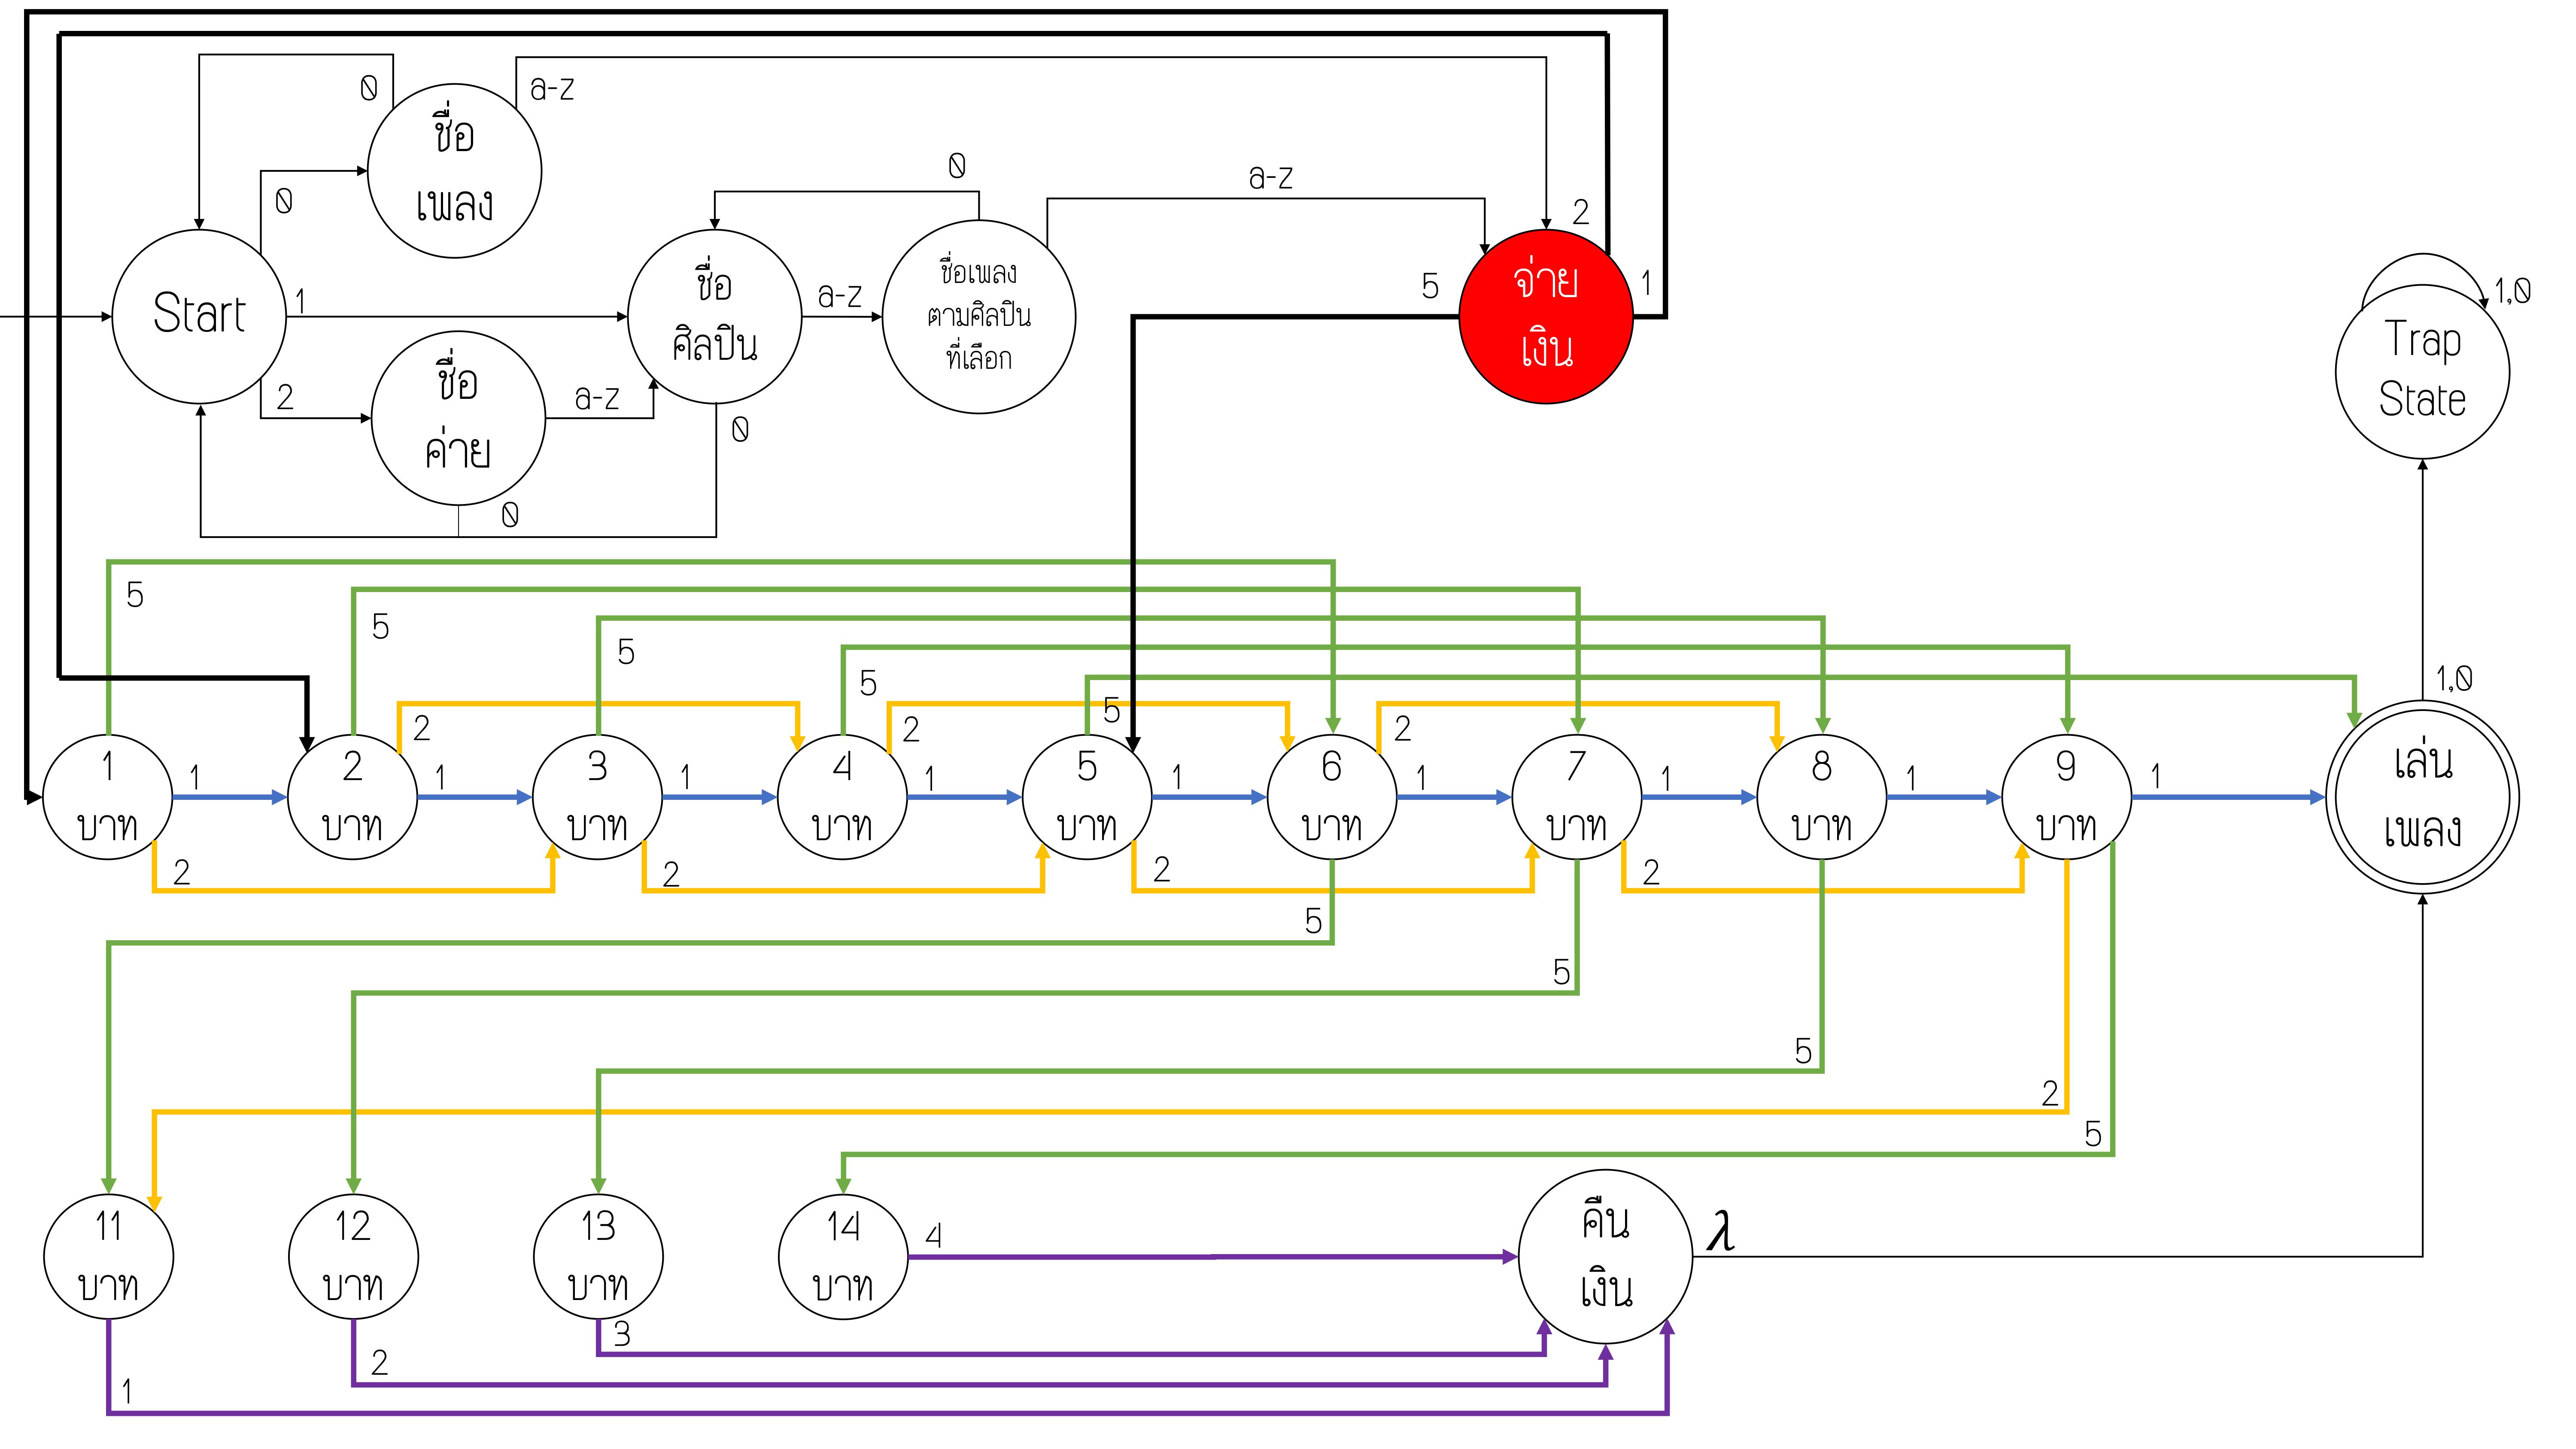 0
a-z
ชื่อ
เพลง
0
0
a-z
2
Start
1
ชื่อ
ศิลปิน
a-z
ชื่อเพลง
ตามศิลปิน
ที่เลือก
5
จ่าย
เงิน
1
2
ชื่อ
ค่าย
a-z
0
0
1,0
Trap
State
5
5
5
5
5
1,0
2
2
2
1
บาท
1
2
บาท
1
3
บาท
1
4
บาท
1
5
บาท
1
6
บาท
1
7
บาท
1
8
บาท
1
9
บาท
1
เล่น
เพลง
2
2
2
2
5
5
5
2
5
11
บาท
12
บาท
13
บาท
14
บาท
4
คืน
เงิน
λ
3
2
1